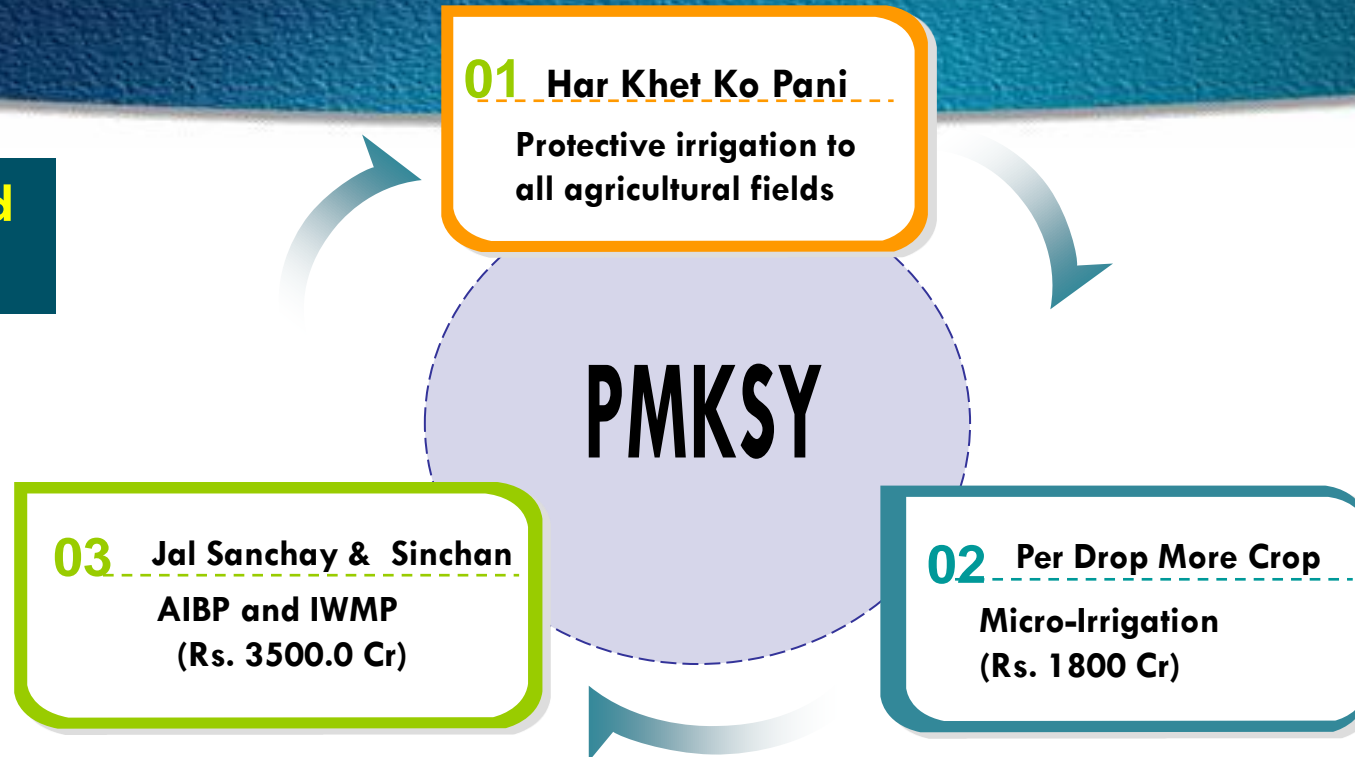 01 Har Khet Ko Pani
Protective irrigation to
all agricultural fields
PMKSY
03 Jal Sanchay & Sinchan
AIBP and IWMP
(Rs. 3500.0 Cr)
02 Per Drop More Crop
Micro-Irrigation
(Rs. 1800 Cr)